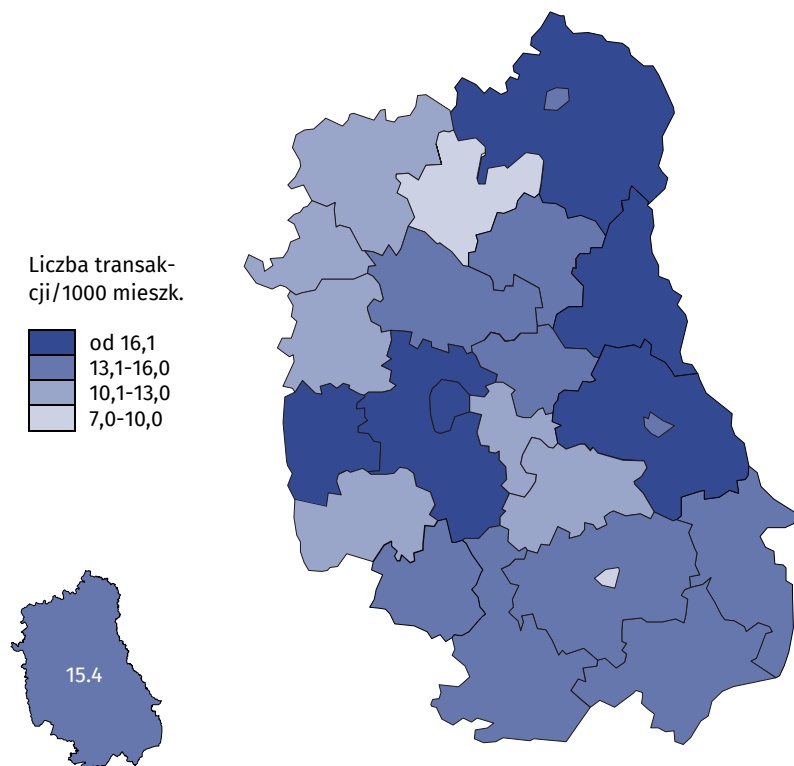 Liczba transak-
cji/1000 mieszk.
od 16,1
13,1-16,0
10,1-13,0
7,0-10,0
15.4